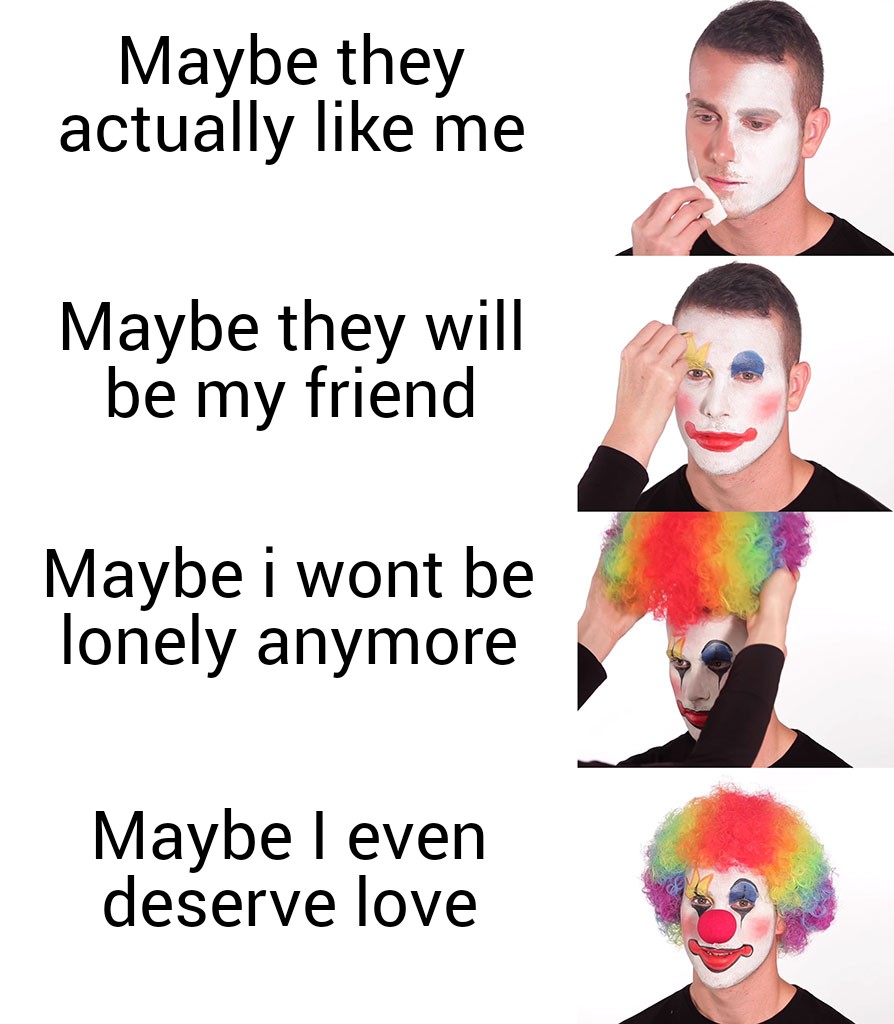 Maybe they
actually like me
Maybe they will
be my friend
Maybe i wont be
lonely anymore
Maybe I even
deserve love